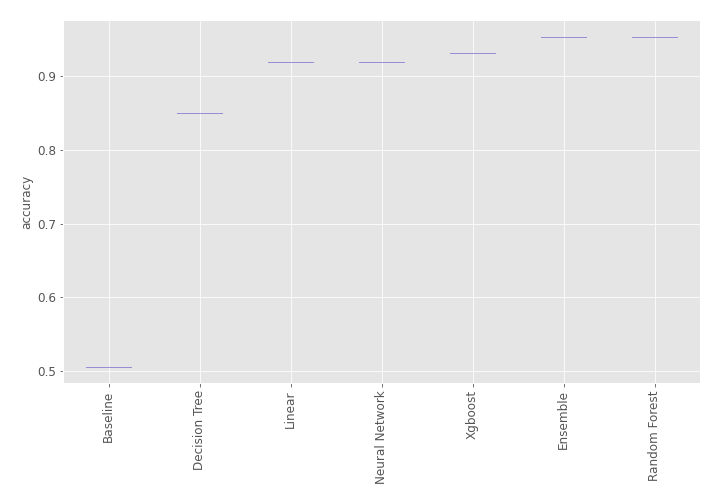 0.9
0.8
0.7
0.6
0.5
accuracy
Baseline
Decision Tree
Linear
Neural Network
Xgboost
Ensemble
Random Forest